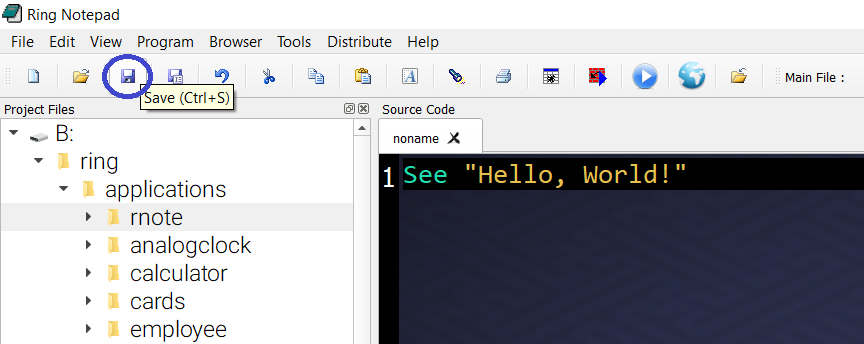 Ring Notepad
File Edit View Program Browser Tools Distribute Help
Main File :
Save (Ctrl+S)
Project Files
B:
ring
applications
rnote
analogclock
calculator
cards
employee
Source Code
noname
1 See "Hello, World!"